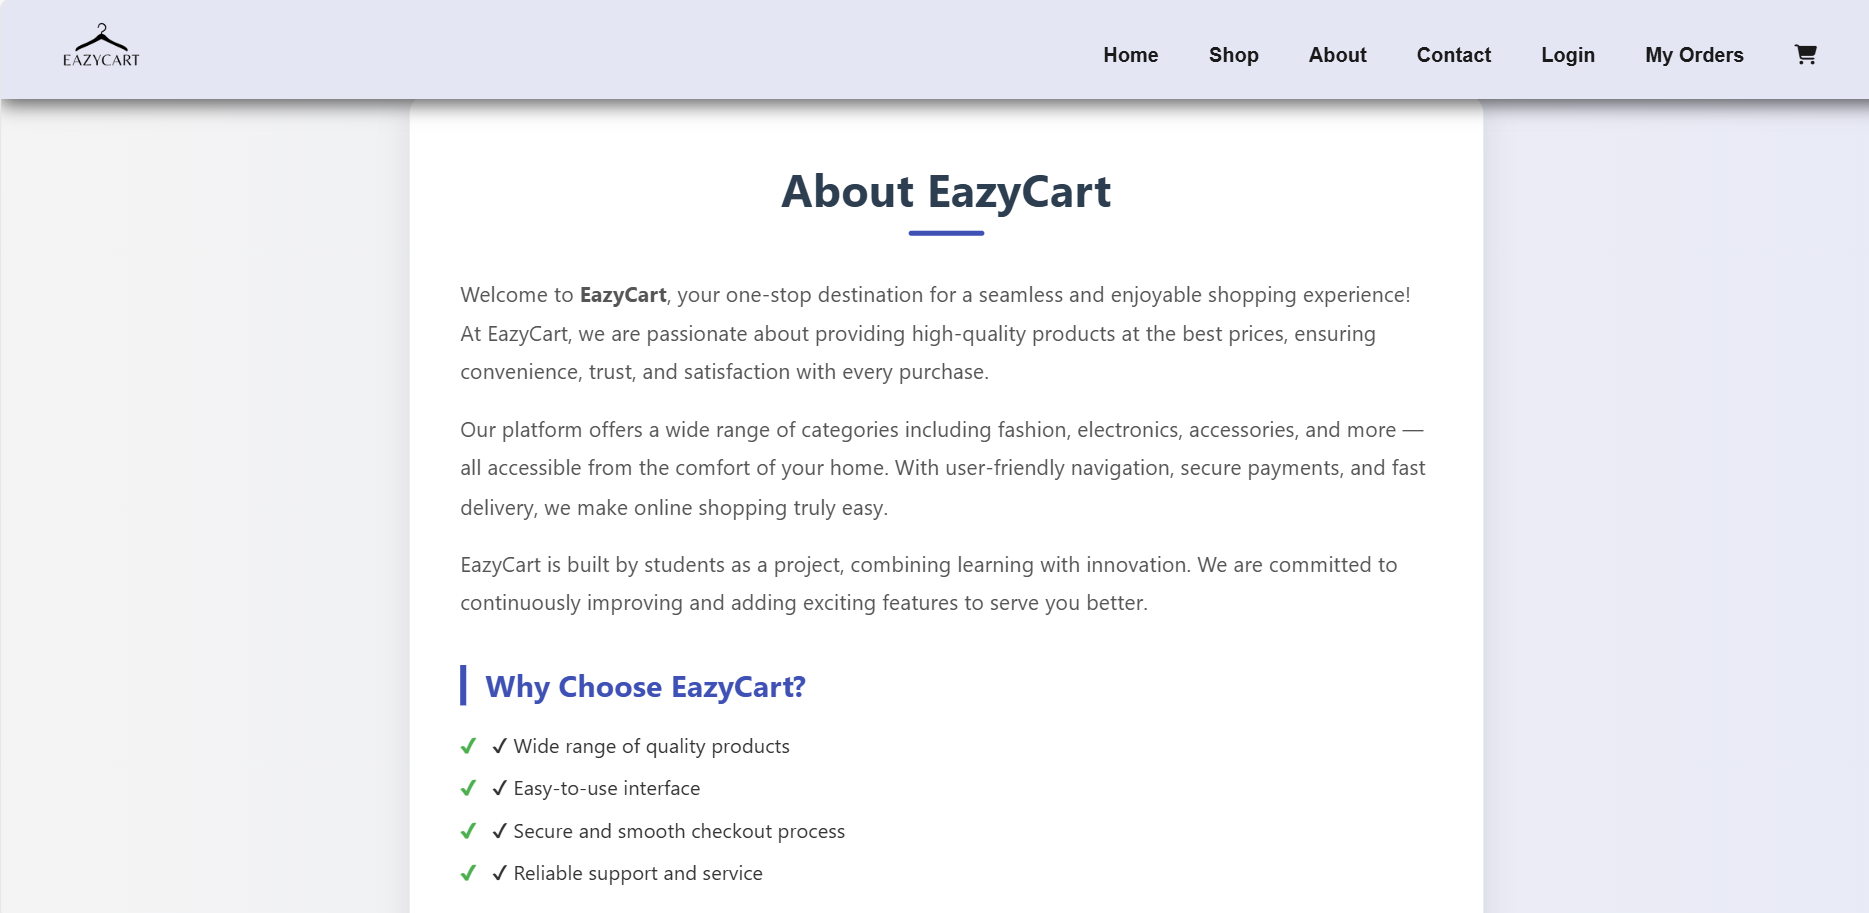 EAZYCART
Home Shop About Contact Login My Orders
About EazyCart
Welcome to EazyCart, your one-stop destination for a seamless and enjoyable shopping experience!
At EazyCart, we are passionate about providing high-quality products at the best prices, ensuring
convenience, trust, and satisfaction with every purchase.
Our platform offers a wide range of categories including fashion, electronics, accessories, and more —
all accessible from the comfort of your home. With user-friendly navigation, secure payments, and fast
delivery, we make online shopping truly easy.
EazyCart is built by students as a project, combining learning with innovation. We are committed to
continuously improving and adding exciting features to serve you better.
Why Choose EazyCart?
✔ ✓ Wide range of quality products
✔ ✓ Easy-to-use interface
✔ ✓ Secure and smooth checkout process
✔ ✓ Reliable support and service